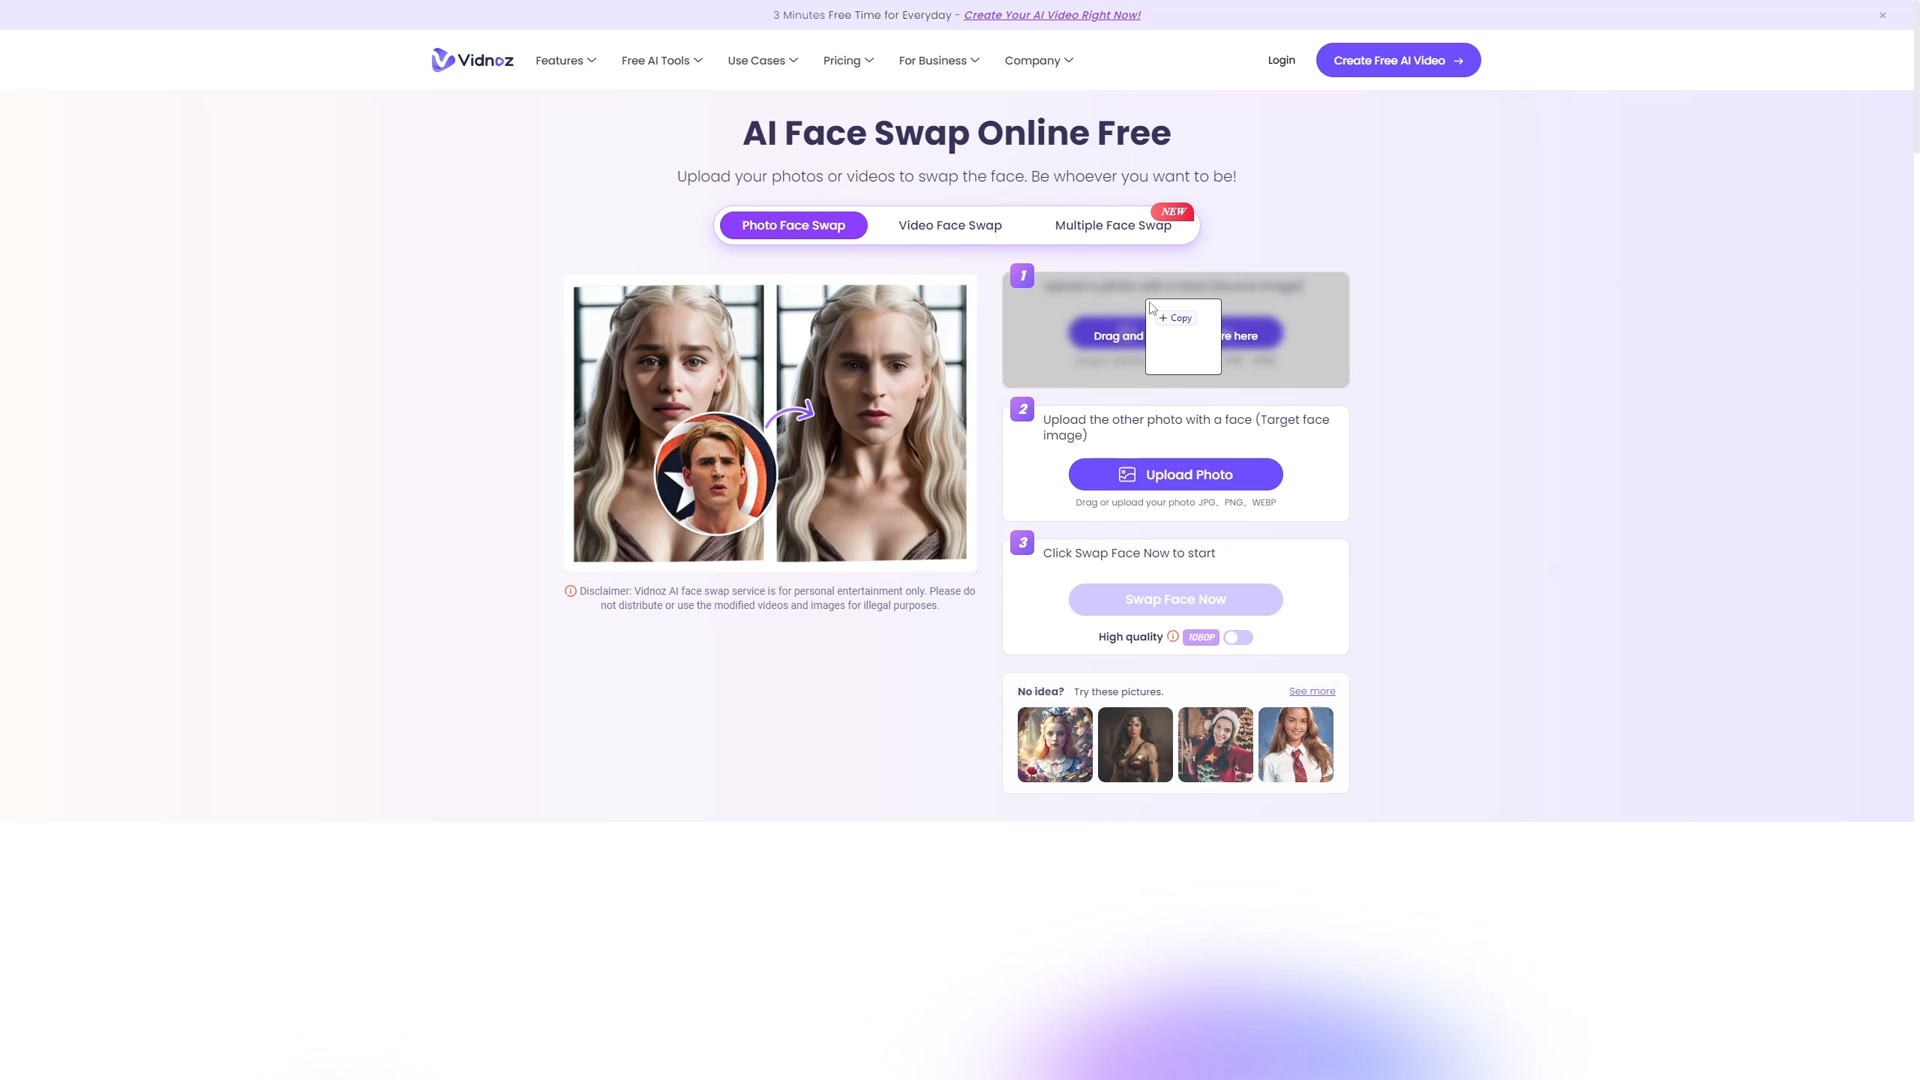 3 Minutes Free Time for Everyday - Create Your AI Video Right Now!
Vidnoz
Features
Free AI Tools
Use Cases
Pricing
For Business
Company
Login
Create Free AI Video
AI Face Swap Online Free
Upload your photos or videos to swap the face. Be whoever you want to be!
Photo Face Swap
Video Face Swap
Multiple Face Swap
NEW
1
Drag and
re here
+ Copy
2
Upload the other photo with a face (Target face
image)
Upload Photo
Drag or upload your photo JPG、PNG、WEBP
3
Click Swap Face Now to start
Swap Face Now
High quality
1080P
Disclaimer: Vidnoz AI face swap service is for personal entertainment only. Please do
not distribute or use the modified videos and images for illegal purposes.
No idea? Try these pictures.
See more